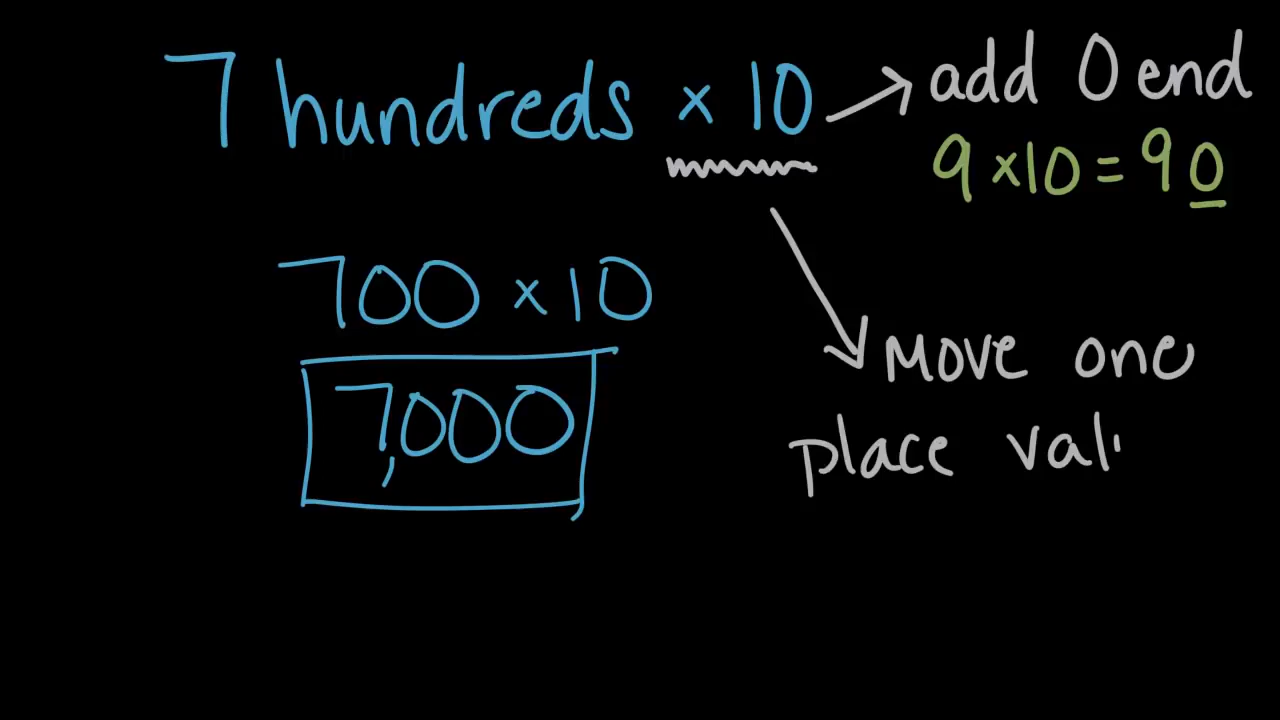 7 hundreds × 10
add 0 end
9 × 10 = 90
700 × 10
7,000
Move one
place val